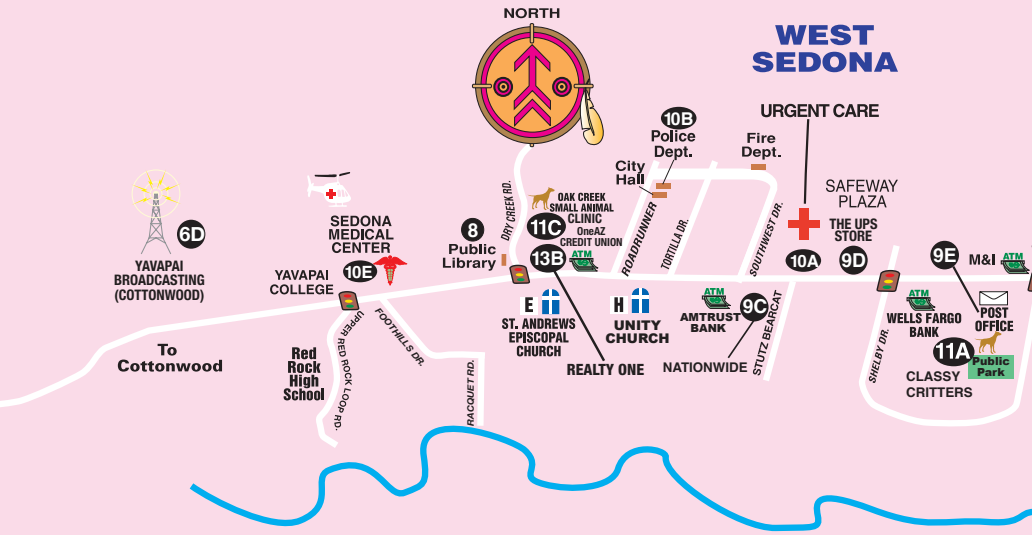 NORTH
WEST
SEDONA
URGENT CARE
10B
Police
Dept.
Fire
Dept.
City
Hall
SAFEWAY
PLAZA
THE UPS
STORE
OAK CREEK
SMALL ANIMAL
CLINIC
OneAZ
CREDIT UNION
11C
13B
ATM
DRY CREEK RD.
8
Public
Library
SEDONA
MEDICAL
CENTER
10E
YAVAPAI
COLLEGE
6D
YAVAPAI
BROADCASTING
(COTTONWOOD)
ROADRUNNER
TORTILLA DR.
SOUTHWEST DR.
10A
9D
9E
M&I
ATM
E
ST. ANDREWS
EPISCOPAL
CHURCH
H
UNITY
CHURCH
ATM
AMTRUST
BANK
9C
STUTZ BEARCAT
ATM
WELLS FARGO
BANK
POST
OFFICE
To
Cottonwood
Red
Rock
High
School
UPPER RED ROCK LOOP RD.
FOOTHILLS DR.
RACQUET RD.
REALTY ONE
NATIONWIDE
SHELBY DR.
11A
Public
Park
CLASSY
CRITTERS